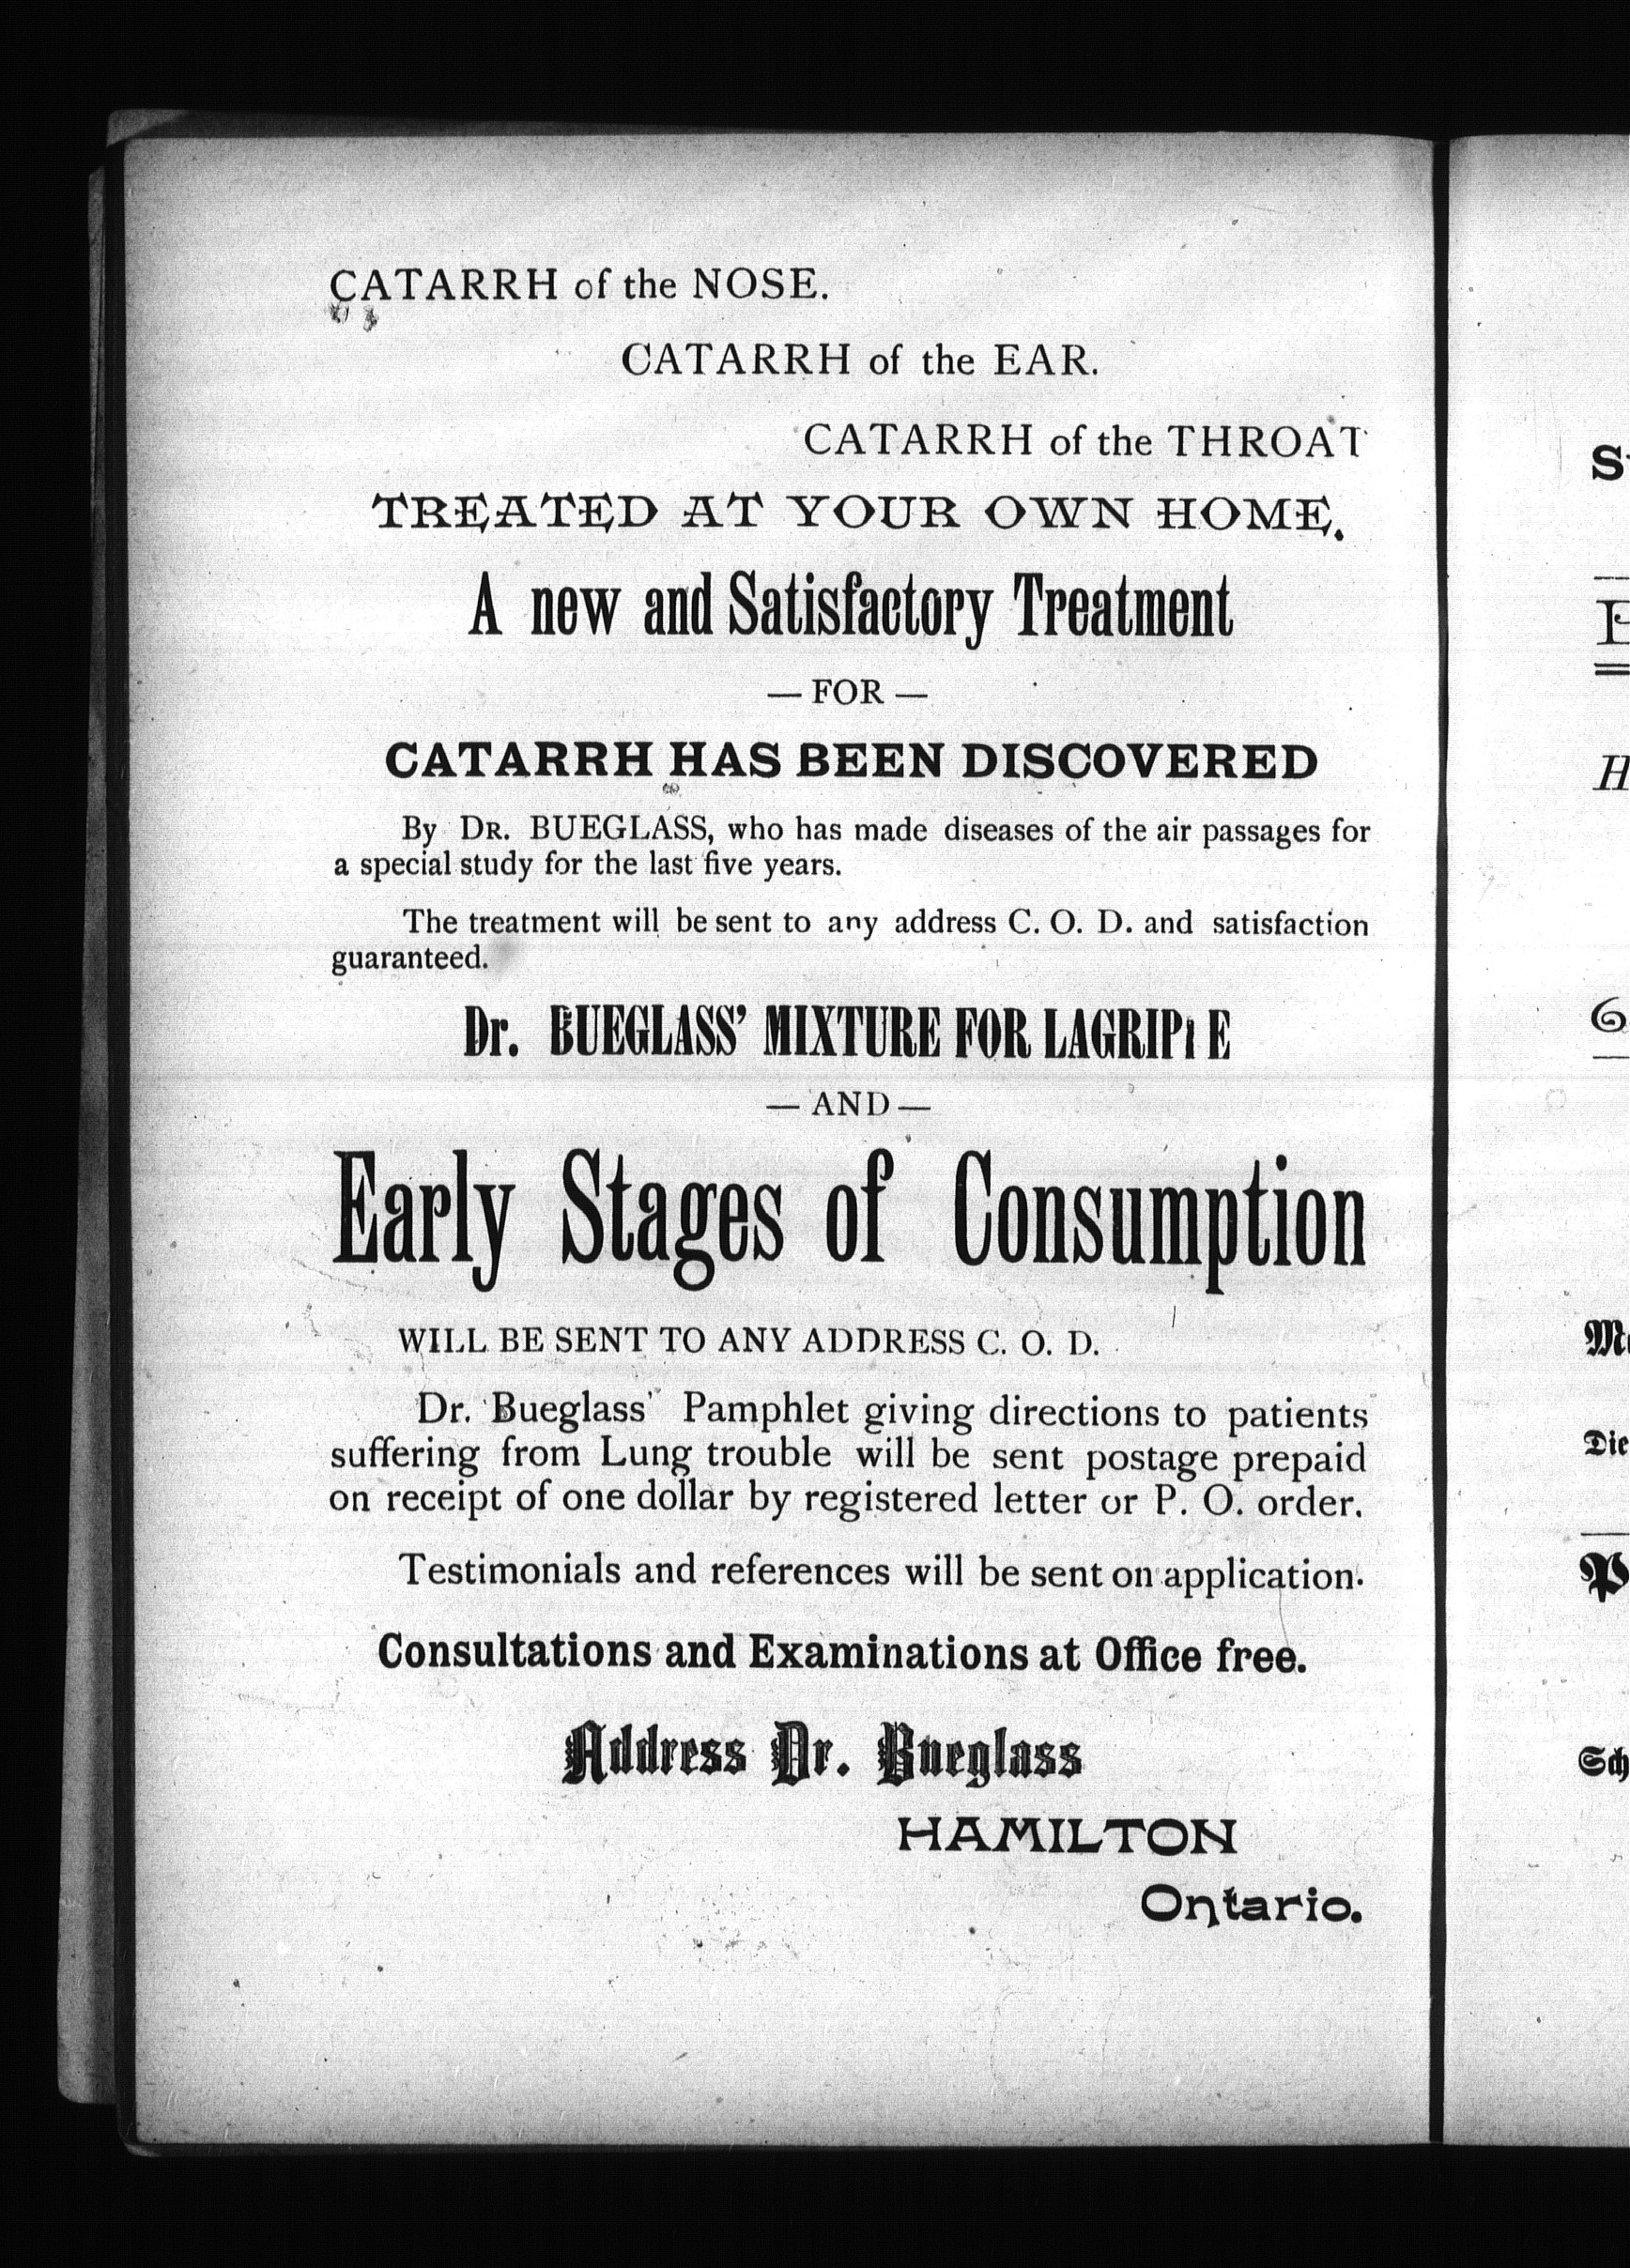 CATARRH of the NOSE.
CATARRH of the EAR.
CATARRH of the THROAT
TREATED AT YOUR OWN HOME.
A new and Satisfactory Treatment
— FOR —
CATARRH HAS BEEN DISCOVERED
By DR. BUEGLASS, who has made diseases of the air passages for
a special study for the last five years.
The treatment will be sent to any address C. O. D. and satisfaction
guaranteed.
Dr. BUEGLASS' MIXTURE FOR LAGRIPPE
— AND —
Early Stages of Consumption
WILL BE SENT TO ANY ADDRESS C. O. D.
Dr. Bueglass' Pamphlet giving directions to patients
suffering from Lung trouble will be sent postage prepaid
on receipt of one dollar by registered letter or P. O. order.
Testimonials and references will be sent on application.
Consultations and Examinations at Office free.
Address Dr. Bueglass
HAMILTON
Ontario.
Die